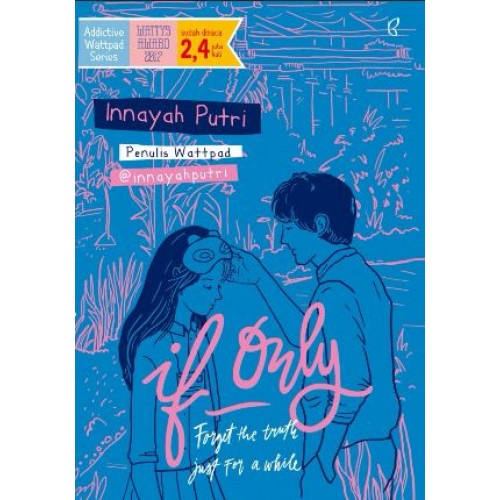 Addictive
Wattpad
Series
WATTYS
AWARD
2017
sudah dibaca
2,4 juta
kali
Innayah Putri
Penulis Wattpad
@innayahputri
if only
Forget the truth
just For a while